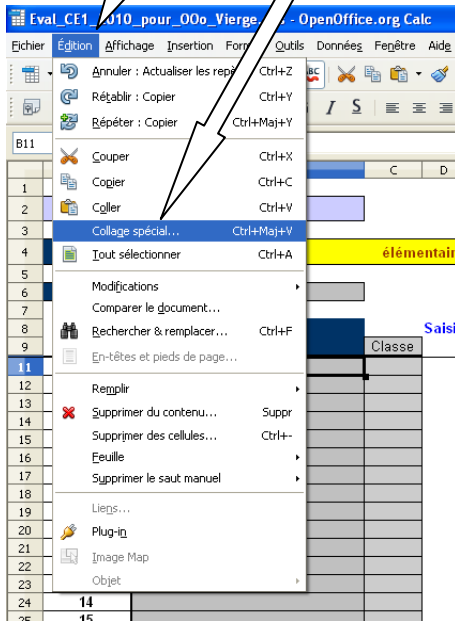 Eval_CE1_2010_pour_OOo_Vierge. - OpenOffice.org Calc
Fichier Édition Affichage Insertion Form Outils Données Fenêtre Aide
Annuler : Actualiser les rep Ctrl+Z
Rétablir : Copier Ctrl+Y
Répéter : Copier Ctrl+Maj+Y
I S
B11
Couper Ctrl+X
C D
Copier Ctrl+C
1
Coller Ctrl+V
2
Collage spécial... Ctrl+Maj+V
3
Tout sélectionner Ctrl+A
4 élémentair
5
Modifications
6
Comparer le document...
7
Rechercher & remplacer... Ctrl+F
8 Saisi
En-têtes et pieds de page...
9 Classe
11
Remplir
12
13
Supprimer du contenu... Suppr
14
Supprimer des cellules... Ctrl+-
15
Feuille
16
Supprimer le saut manuel
17
18
Liens...
19
Plug-in
20
21
Image Map
22
Objet
23
24 14
25 15